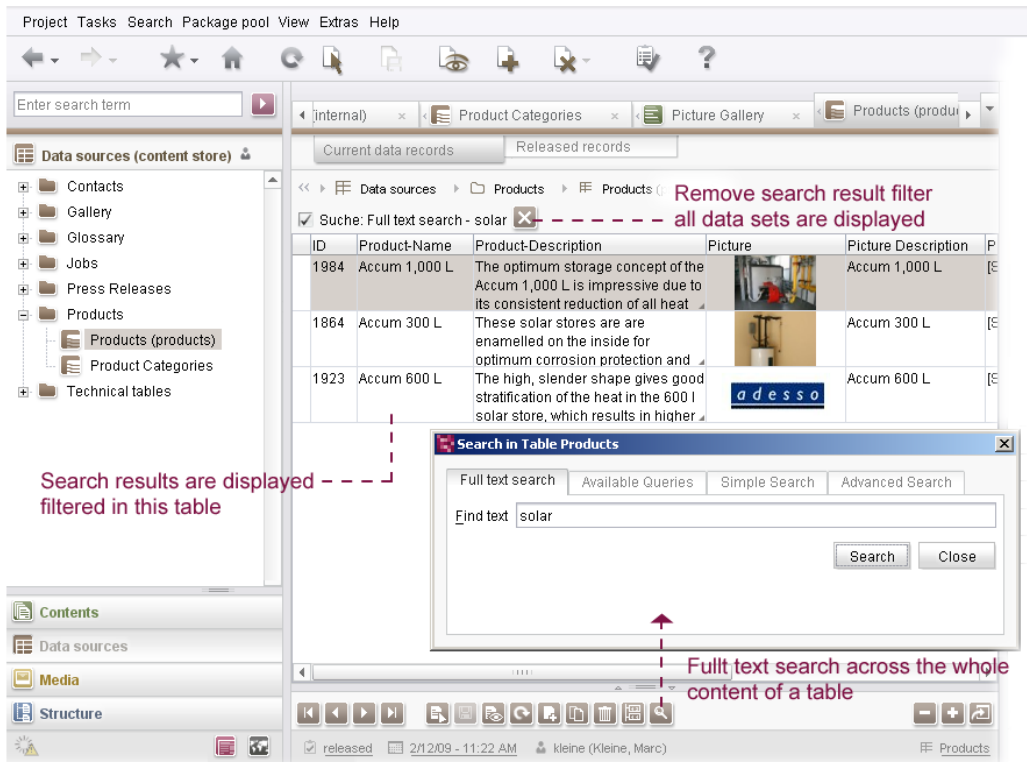 Project Tasks Search Package pool View Extras Help
Enter search term
(internal)
Product Categories
Picture Gallery
Products (produ
Data sources (content store)
Current data records
Released records
Contacts
Gallery
Glossary
Jobs
Press Releases
Products
Products (products)
Product Categories
Technical tables
Data sources
Products
Products
Remove search result filter
all data sets are displayed
Suche: Full text search - solar
ID Product-Name Product-Description Picture Picture Description P
1984 Accum 1,000 L The optimum storage concept of the Accum 1,000 L [S
Accum 1,000 L is impressive due to
its consistent reduction of all heat
1864 Accum 300 L These solar stores are are Accum 300 L [S
enamelled on the inside for
optimum corrosion protection and
1923 Accum 600 L The high, slender shape gives good Accum 600 L [S
stratification of the heat in the 600 l
solar store, which results in higher
adesso
Search results are displayed
filtered in this table
Search in Table Products
Full text search
Available Queries
Simple Search
Advanced Search
Find text solar
Search
Close
Contents
Data sources
Media
Structure
Fullt text search across the whole
content of a table
released
2/12/09 - 11:22 AM
kleine (Kleine, Marc)
Products